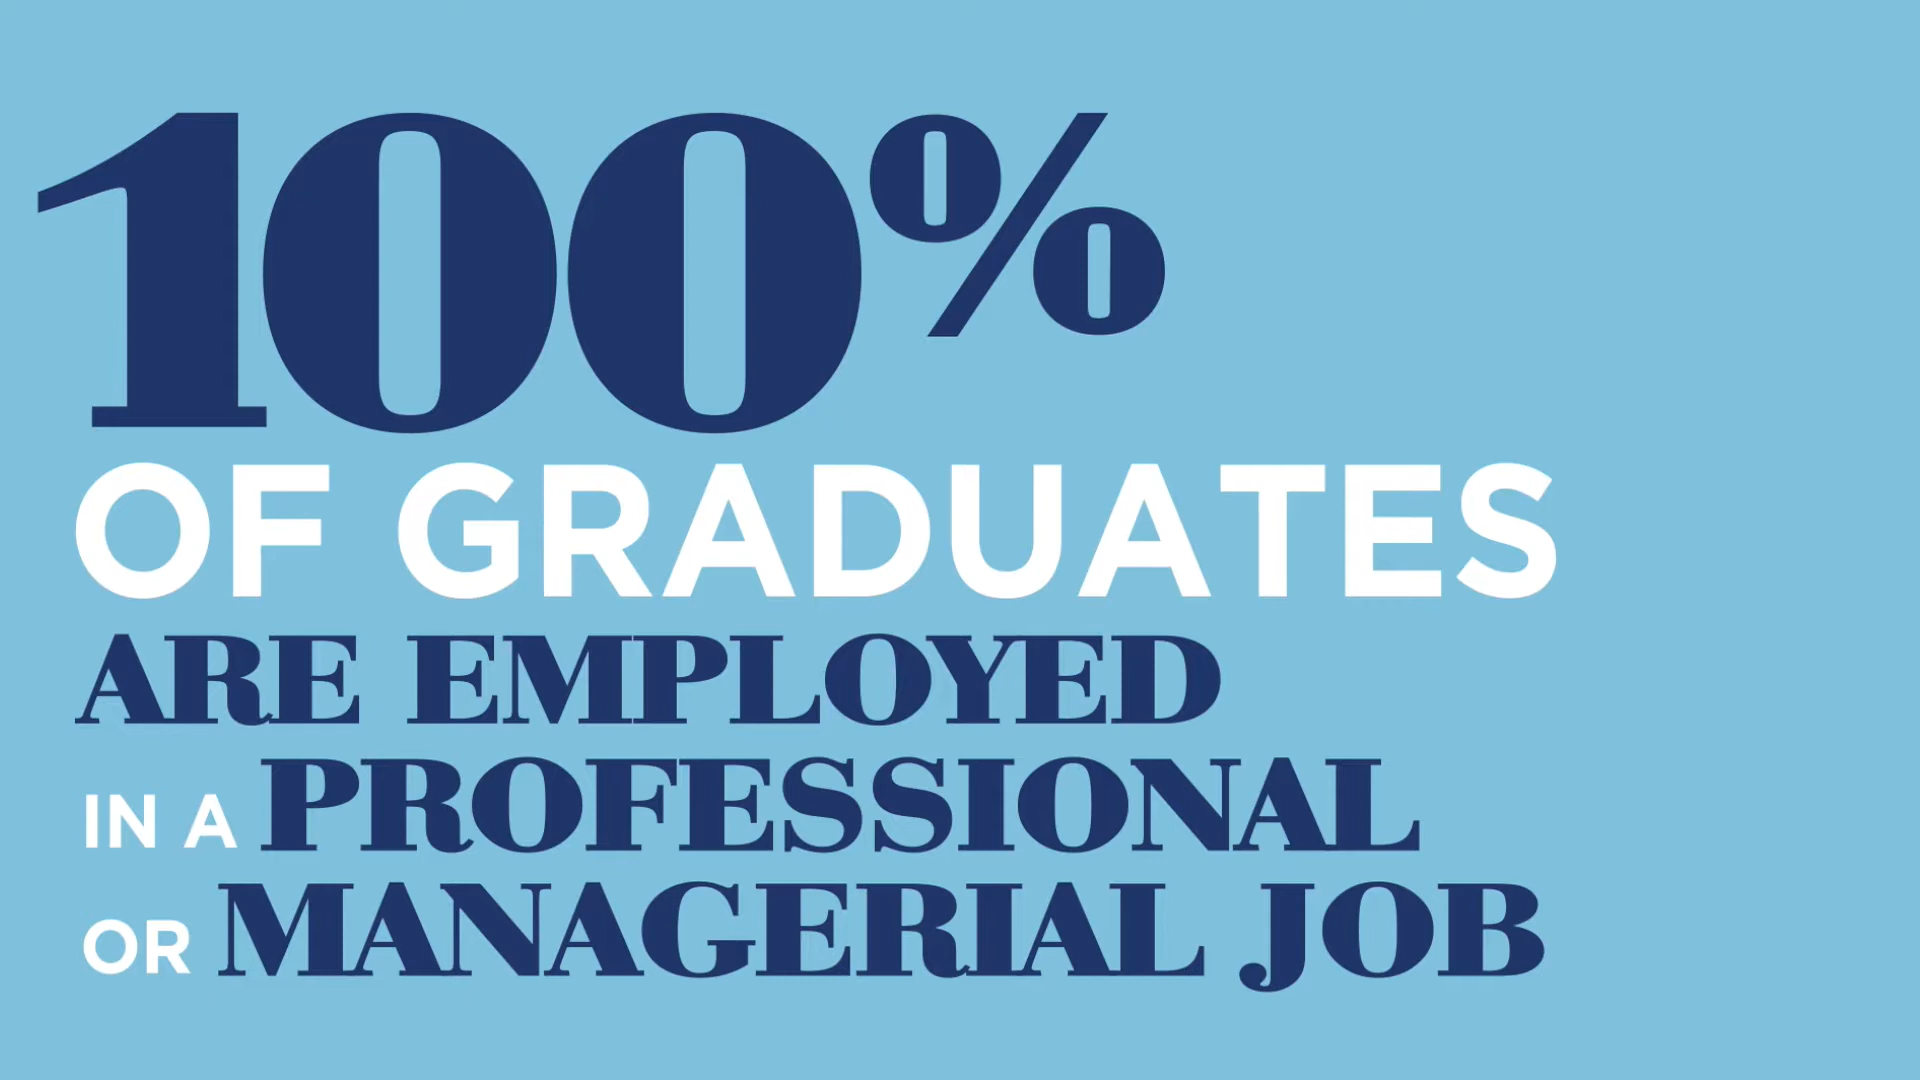 100%
OF GRADUATES
ARE EMPLOYED
IN A PROFESSIONAL
OR MANAGERIAL JOB